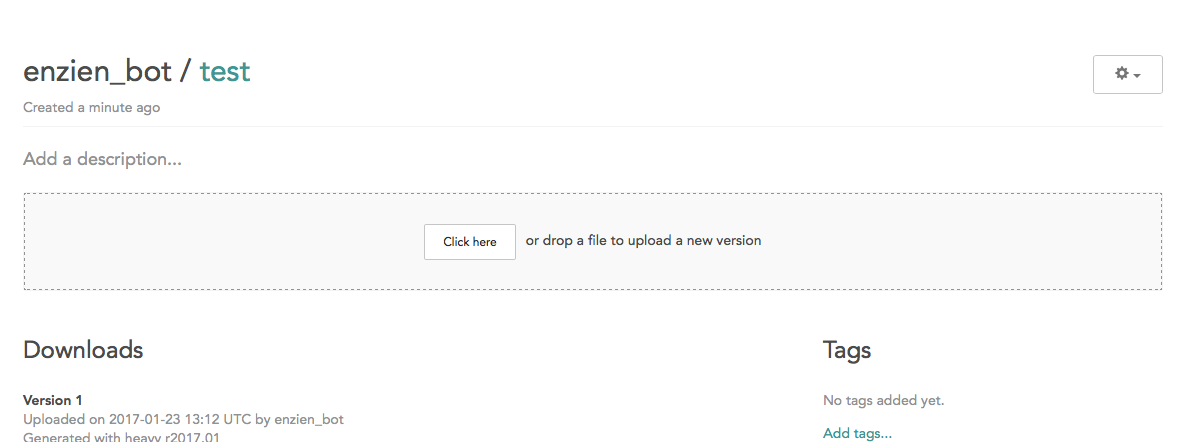 enzien_bot / test
Created a minute ago
Add a description...
Click here or drop a file to upload a new version
Downloads
Version 1
Uploaded on 2017-01-23 13:12 UTC by enzien_bot
Generated with heavy r2017.01
Tags
No tags added yet.
Add tags...